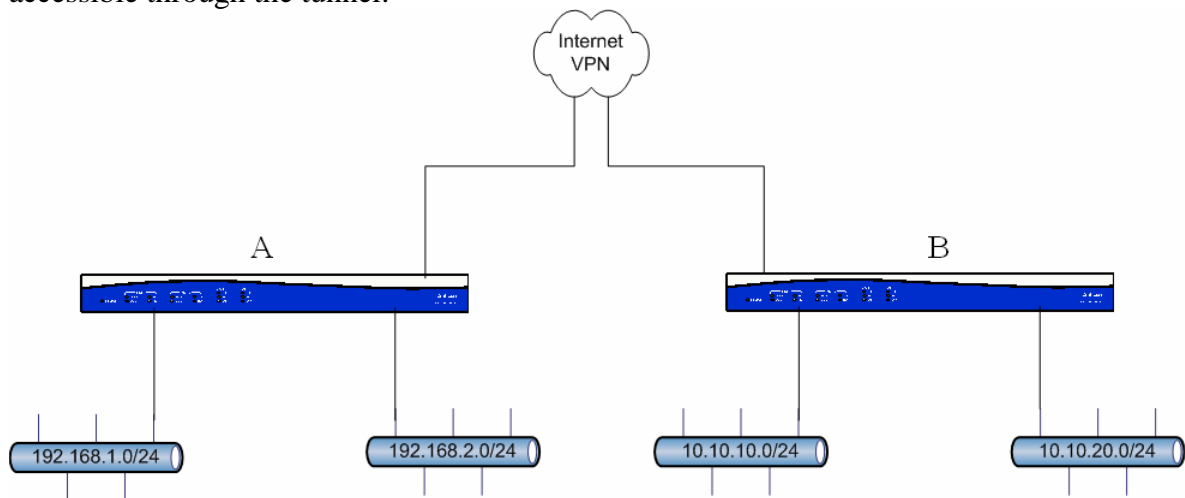 accessible through the tunnel.
Internet
VPN
A
B
192.168.1.0/24
192.168.2.0/24
10.10.10.0/24
10.10.20.0/24